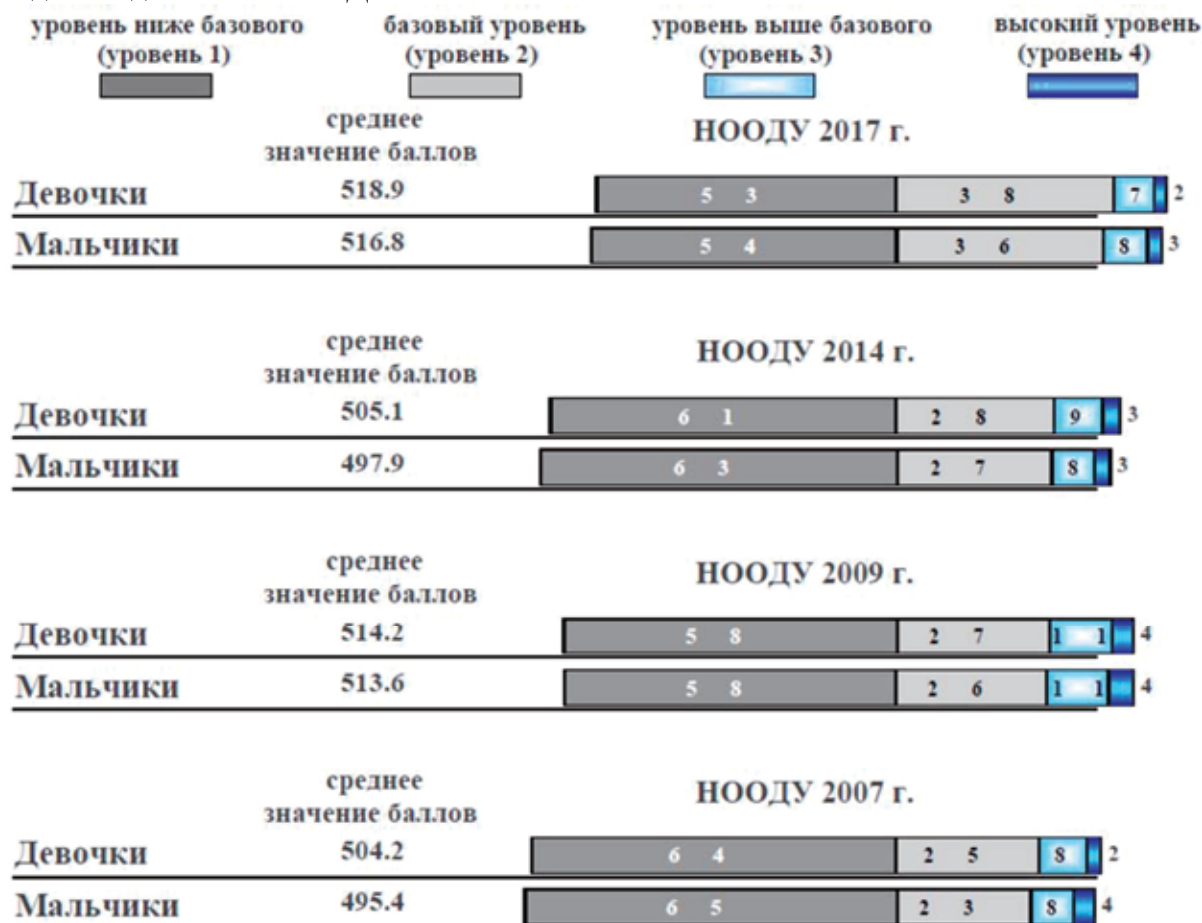 уровень ниже базового базовый уровень уровень выше базового высокий уровень
(уровень 1) (уровень 2) (уровень 3) (уровень 4)
среднее
значение баллов
НООДУ 2017 г.
Девочки 518.9 5 3 3 8 7 2
Мальчики 516.8 5 4 3 6 8 3
среднее
значение баллов
НООДУ 2014 г.
Девочки 505.1 6 1 2 8 9 3
Мальчики 497.9 6 3 2 7 8 3
среднее
значение баллов
НООДУ 2009 г.
Девочки 514.2 5 8 2 7 1 1 4
Мальчики 513.6 5 8 2 6 1 1 4
среднее
значение баллов
НООДУ 2007 г.
Девочки 504.2 6 4 2 5 8 2
Мальчики 495.4 6 5 2 3 8 4